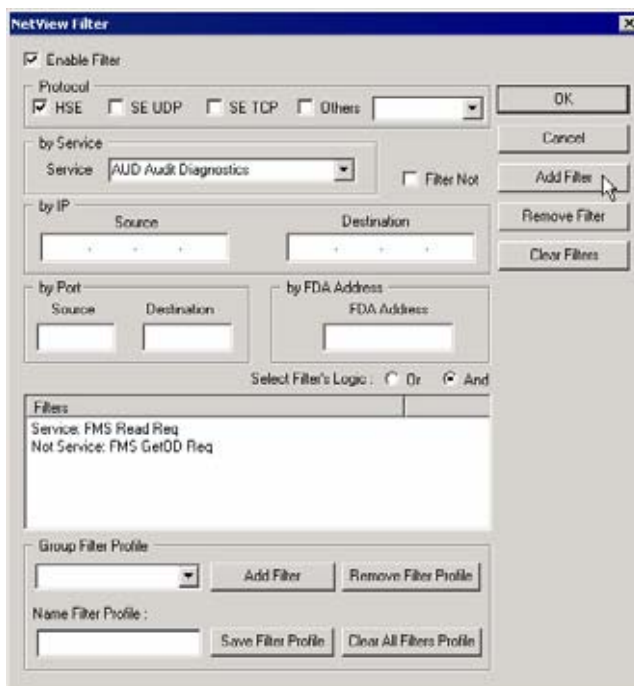 NetView Filter
Enable Filter
Protocol
HSE SE UDP SE TCP Others
OK
by Service
Service AUD Audit Diagnostics
Filter Not
Cancel
Add Filter
by IP
Source Destination
Remove Filter
Clear Filters
by Port
Source Destination
by FDA Address
FDA Address
Select Filter's Logic : Or And
Filters
Service: FMS Read Req
Not Service: FMS GetOD Req
Group Filter Profile
Add Filter Remove Filter Profile
Name Filter Profile :
Save Filter Profile Clear All Filters Profile